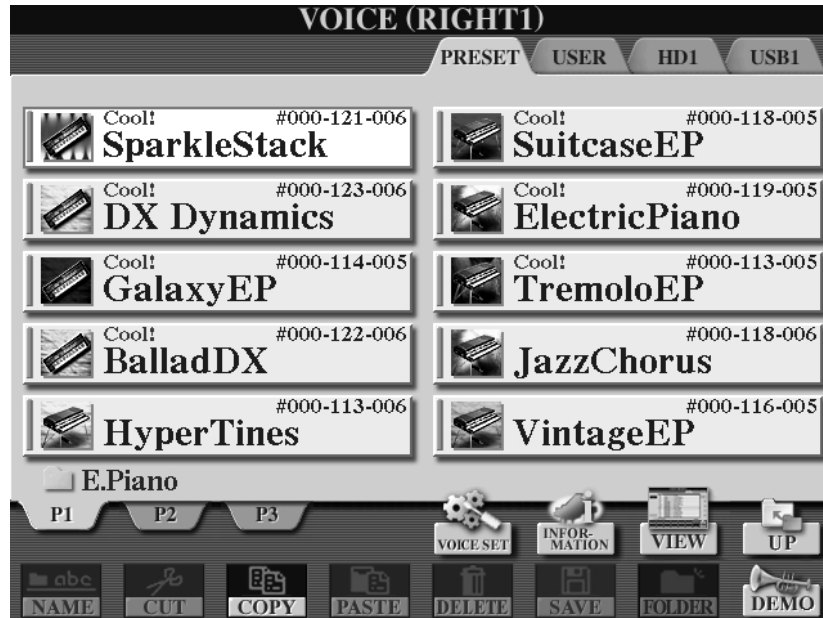 VOICE (RIGHT1)
PRESET USER HD1 USB1
Cool! #000-121-006
SparkleStack
Cool! #000-118-005
SuitcaseEP
Cool! #000-123-006
DX Dynamics
Cool! #000-119-005
ElectricPiano
Cool! #000-114-005
GalaxyEP
Cool! #000-113-005
TremoloEP
Cool! #000-122-006
BalladDX
#000-118-006
JazzChorus
#000-113-006
HyperTines
#000-116-005
VintageEP
E.Piano
P1 P2 P3
VOICE SET
INFOR-
MATION
VIEW
UP
abc
NAME
CUT
COPY
PASTE
DELETE
SAVE
FOLDER
DEMO